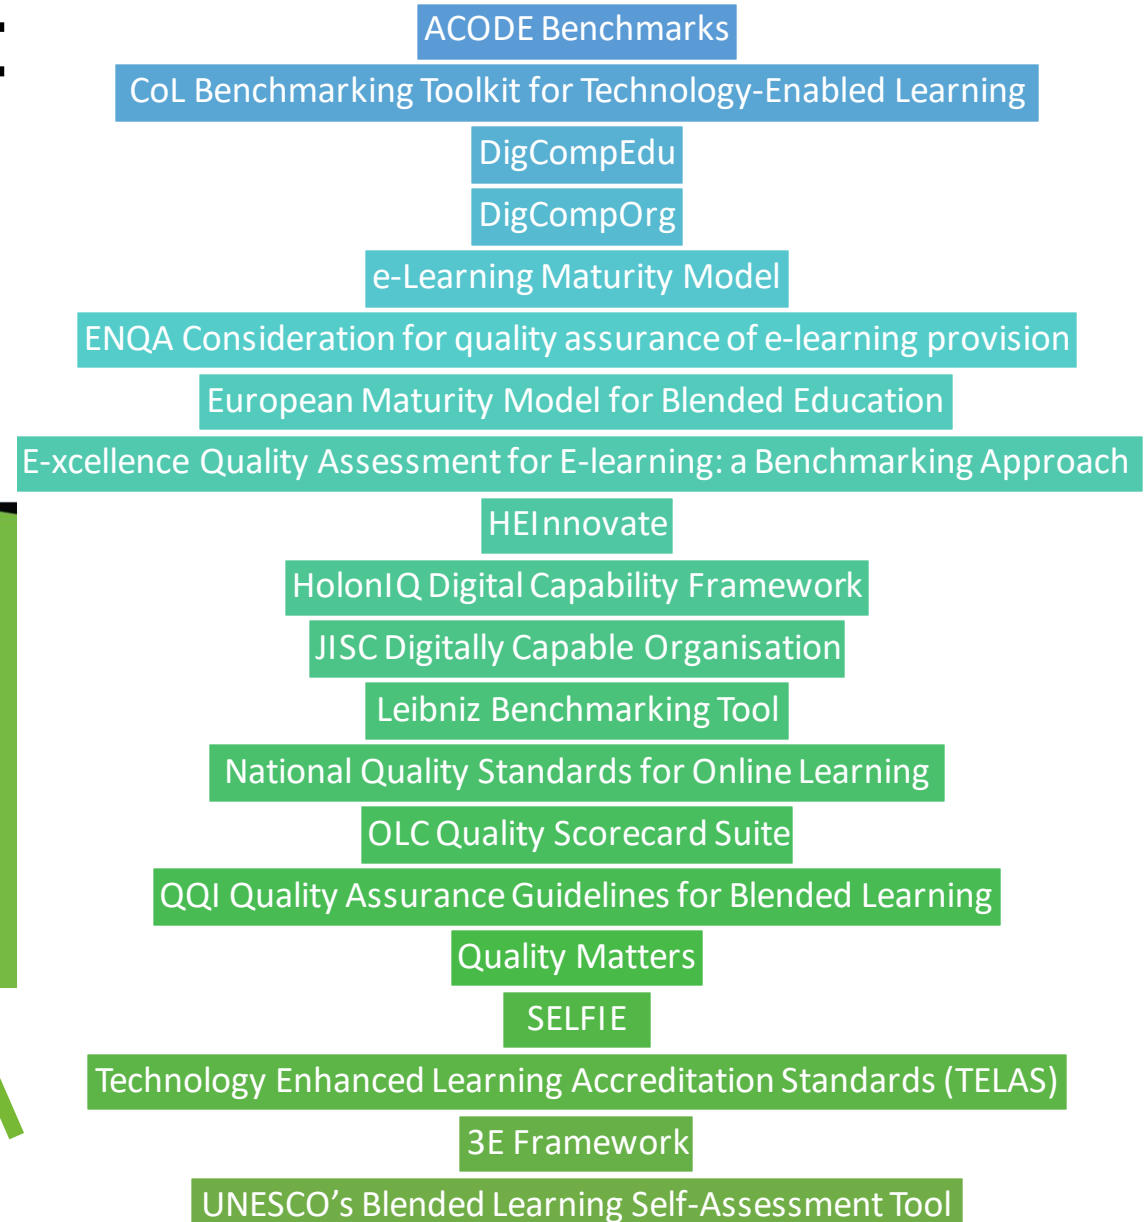 ACODE Benchmarks
CoL Benchmarking Toolkit for Technology-Enabled Learning
DigCompEdu
DigCompOrg
e-Learning Maturity Model
ENQA Consideration for quality assurance of e-learning provision
European Maturity Model for Blended Education
E-xcellence Quality Assessment for E-learning: a Benchmarking Approach
HEInnovate
HolonIQ Digital Capability Framework
JISC Digitally Capable Organisation
Leibniz Benchmarking Tool
National Quality Standards for Online Learning
OLC Quality Scorecard Suite
QQI Quality Assurance Guidelines for Blended Learning
Quality Matters
SELFIE
Technology Enhanced Learning Accreditation Standards (TELAS)
3E Framework
UNESCO’s Blended Learning Self-Assessment Tool